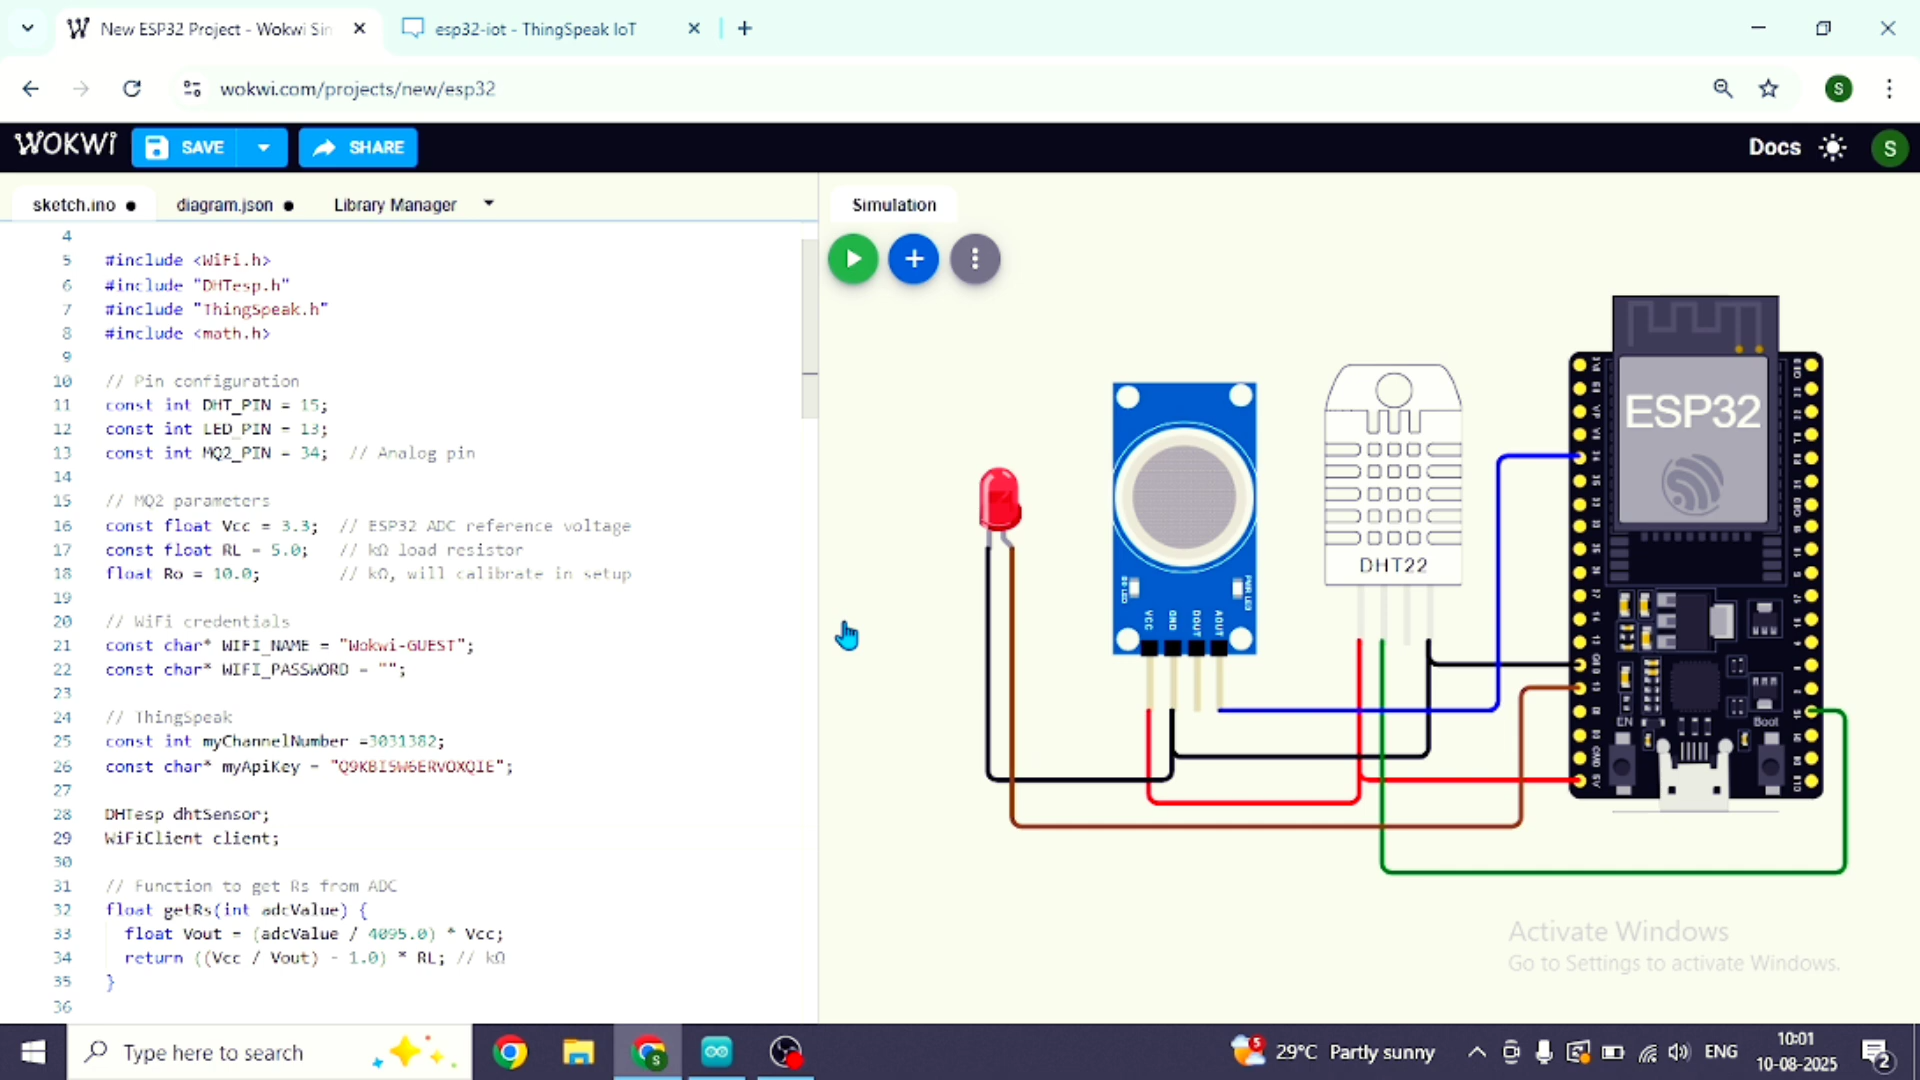 New ESP32 Project - Wokwi Sin
esp32-iot - ThingSpeak IoT
wokwi.com/projects/new/esp32
S
WOKWI
SAVE
SHARE
Docs
S
sketch.ino
diagram.json
Library Manager
Simulation
4
5 #include <WiFi.h>
6 #include "DHTesp.h"
7 #include "ThingSpeak.h"
8 #include <math.h>
9
10 // Pin configuration
11 const int DHT_PIN = 15;
12 const int LED_PIN = 13;
13 const int MQ2_PIN = 34; // Analog pin
14
15 // MQ2 parameters
16 const float Vcc = 3.3; // ESP32 ADC reference voltage
17 const float RL = 5.0; // kΩ load resistor
18 float Ro = 10.0; // kΩ, will calibrate in setup
19
20 // WiFi credentials
21 const char* WIFI_NAME = "Wokwi-GUEST";
22 const char* WIFI_PASSWORD = "";
23
24 // ThingSpeak
25 const int myChannelNumber =3031382;
26 const char* myApiKey = "Q9KBI5W6ERVOXQIE";
27
28 DHTesp dhtSensor;
29 WiFiClient client;
30
31 // Function to get Rs from ADC
32 float getRs(int adcValue) {
33 float Vout = (adcValue / 4095.0) * Vcc;
34 return ((Vcc / Vout) - 1.0) * RL; // kΩ
35 }
36
VCC
GND
DOUT
AOUT
PWR LED
DHT22
ESP32
EN
Boot
Activate Windows
Go to Settings to activate Windows.
Type here to search
5
29°C Partly sunny
ENG
10:01
10-08-2025
2